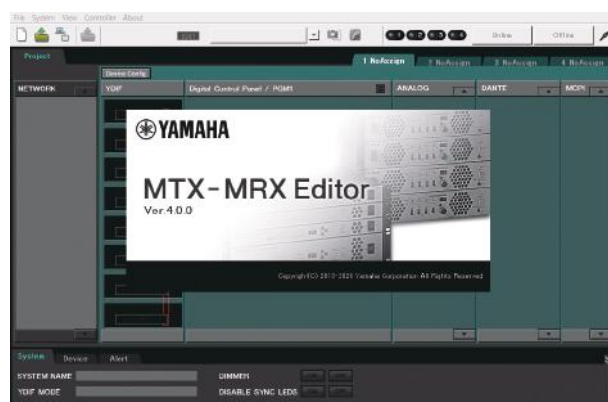 File System View Controller About
Online Offline
Project
1 NoAssign 2 NoAssign 3 NoAssign 4 NoAssign
Device Config.
NETWORK YDIF Digital Control Panel / PGM1 ANALOG DANTE MCP1
YAMAHA
MTX-MRX Editor
Ver.4.0.0
Copyright(C) 2010-2020 Yamaha Corporation. All Rights Reserved
System Device Alert
SYSTEM NAME DIMMER
YDIF MODE DISABLE SYNC LEDS